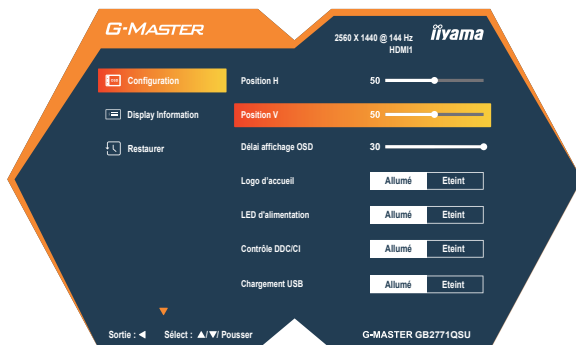 G-MASTER
2560 X 1440 @ 144 Hz
HDMI1
iiyama
Configuration
Display Information
Restaurer
Position H 50
Position V 50
Délai affichage OSD 30
Logo d'accueil Allumé Eteint
LED d'alimentation Allumé Eteint
Contrôle DDC/CI Allumé Eteint
Chargement USB Allumé Eteint
Sortie : ◀ Sélect : ▲/▼/ Pousser G-MASTER GB2771QSU